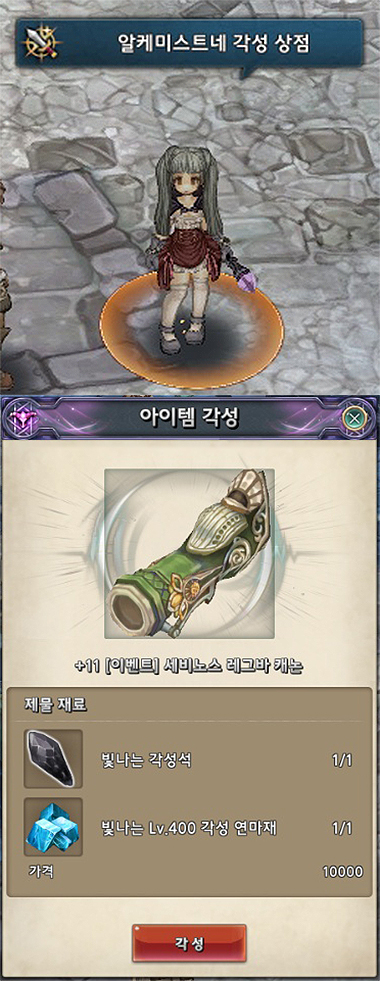 알케미스트네 각성 상점
아이템 각성
+11 [이벤트] 세비노스 레그바 캐논
제물 재료
빛나는 각성석 1/1
빛나는 Lv.400 각성 연마재 1/1
가격 10000
각성